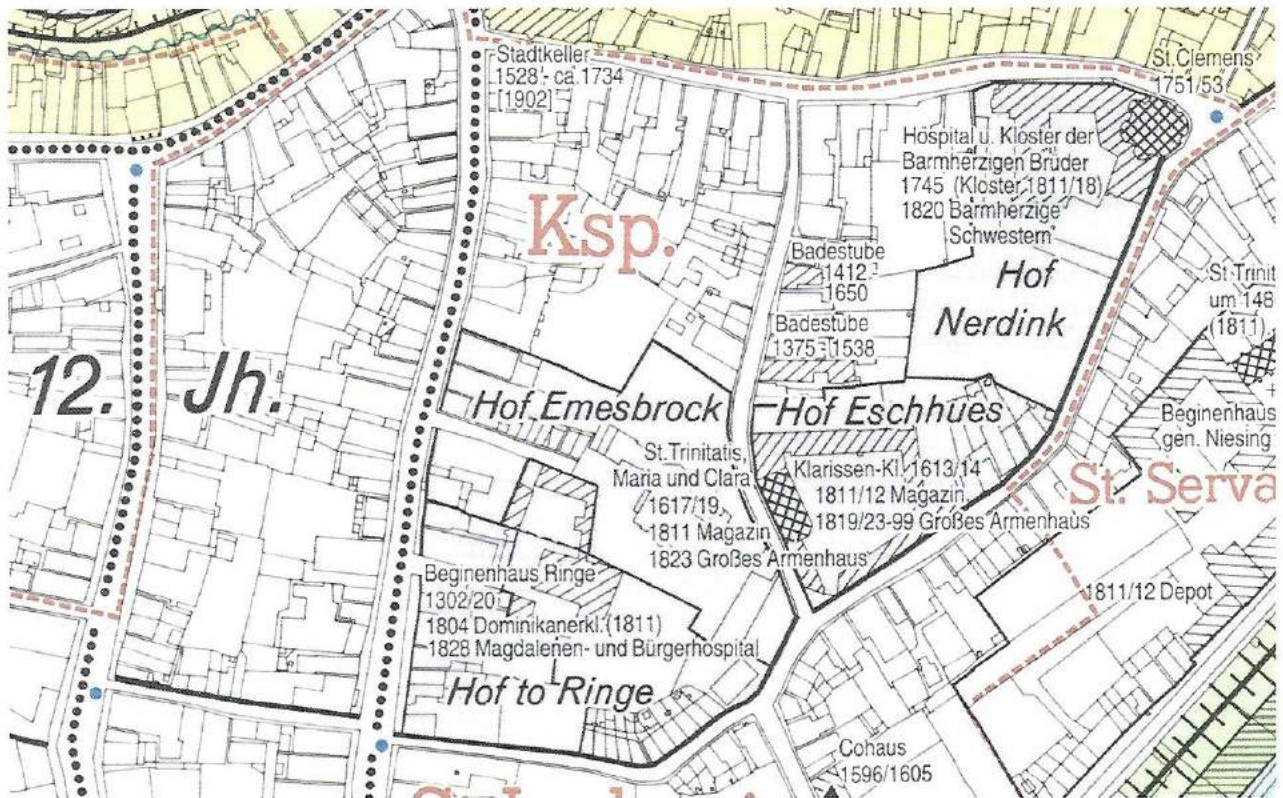 Stadtkeller
1528 - ca.1734
[1902]
St.Clemens
1751/53
Hospital u. Kloster der
Barmherzigen Brüder
1745 (Kloster 1811/18)
1820 Barmherzige
Schwestern
Ksp.
Badestube
1412 -
1650
Hof
Nerdink
St Trinit
um 148
(1811)
Badestube
1375 - 1538
12. Jh.
Hof Emesbrock
Hof Eschhues
Beginenhaus
gen. Niesing
St.Trinitatis,
Maria und Clara
1617/19,
1811 Magazin
1823 Großes Armenhaus
Klarissen-Kl. 1613/14
1811/12 Magazin
1819/23-99 Großes Armenhaus
St. Serva
Beginenhaus Ringe
1302/20
1804 Dominikanerkl.(1811)
1828 Magdalenen- und Bürgerhospital
1811/12 Depot
Hof to Ringe
Cohaus
1596/1605